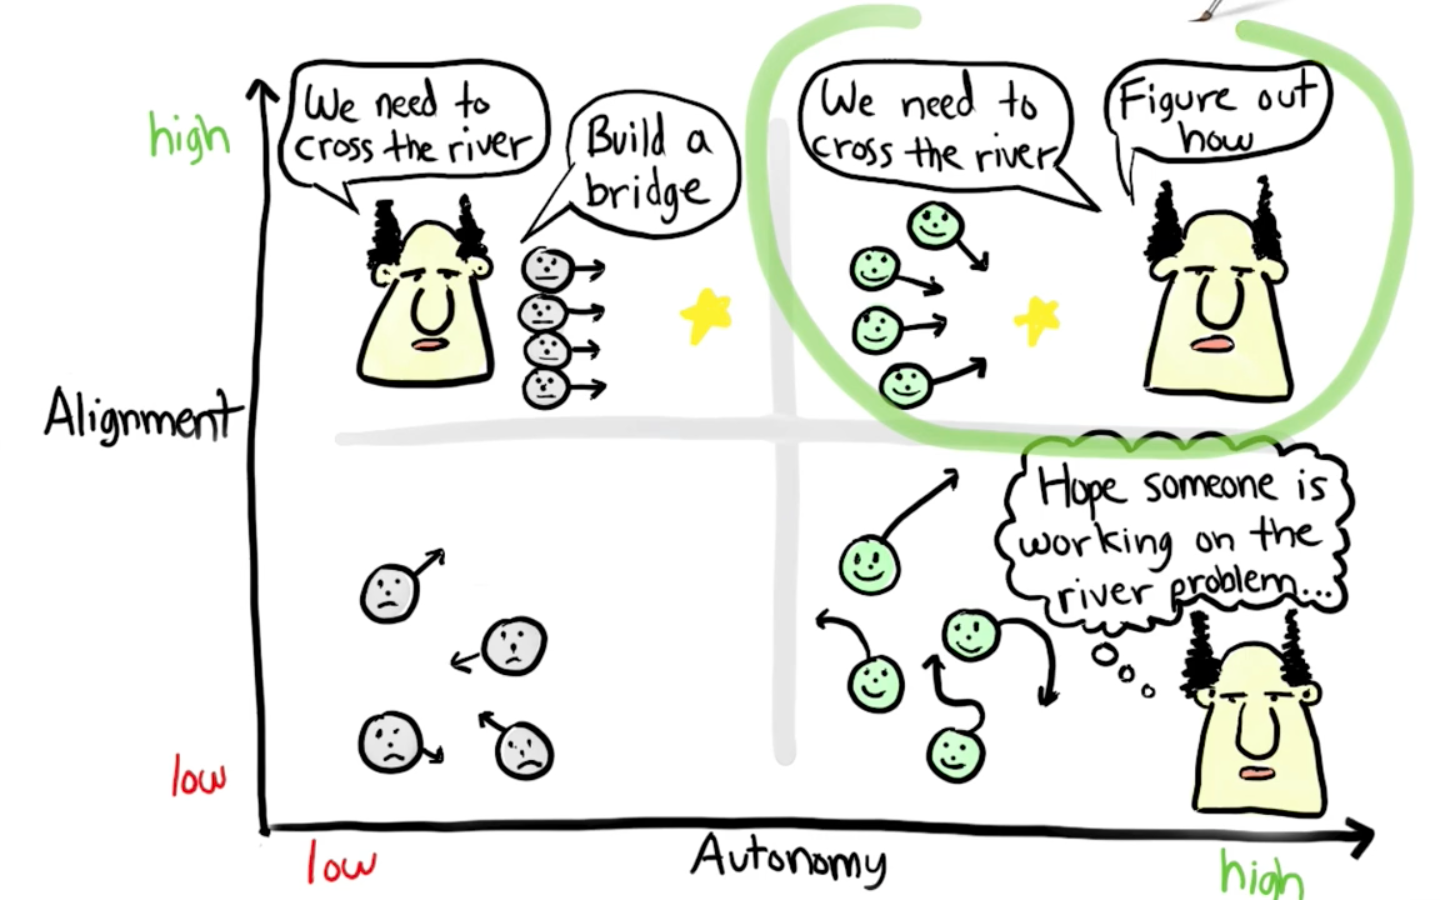 high
We need to
cross the river
Build a
bridge
We need to
cross the river
Figure out
how
Alignment
Hope someone is
working on the
river problem...
low
low
Autonomy
high